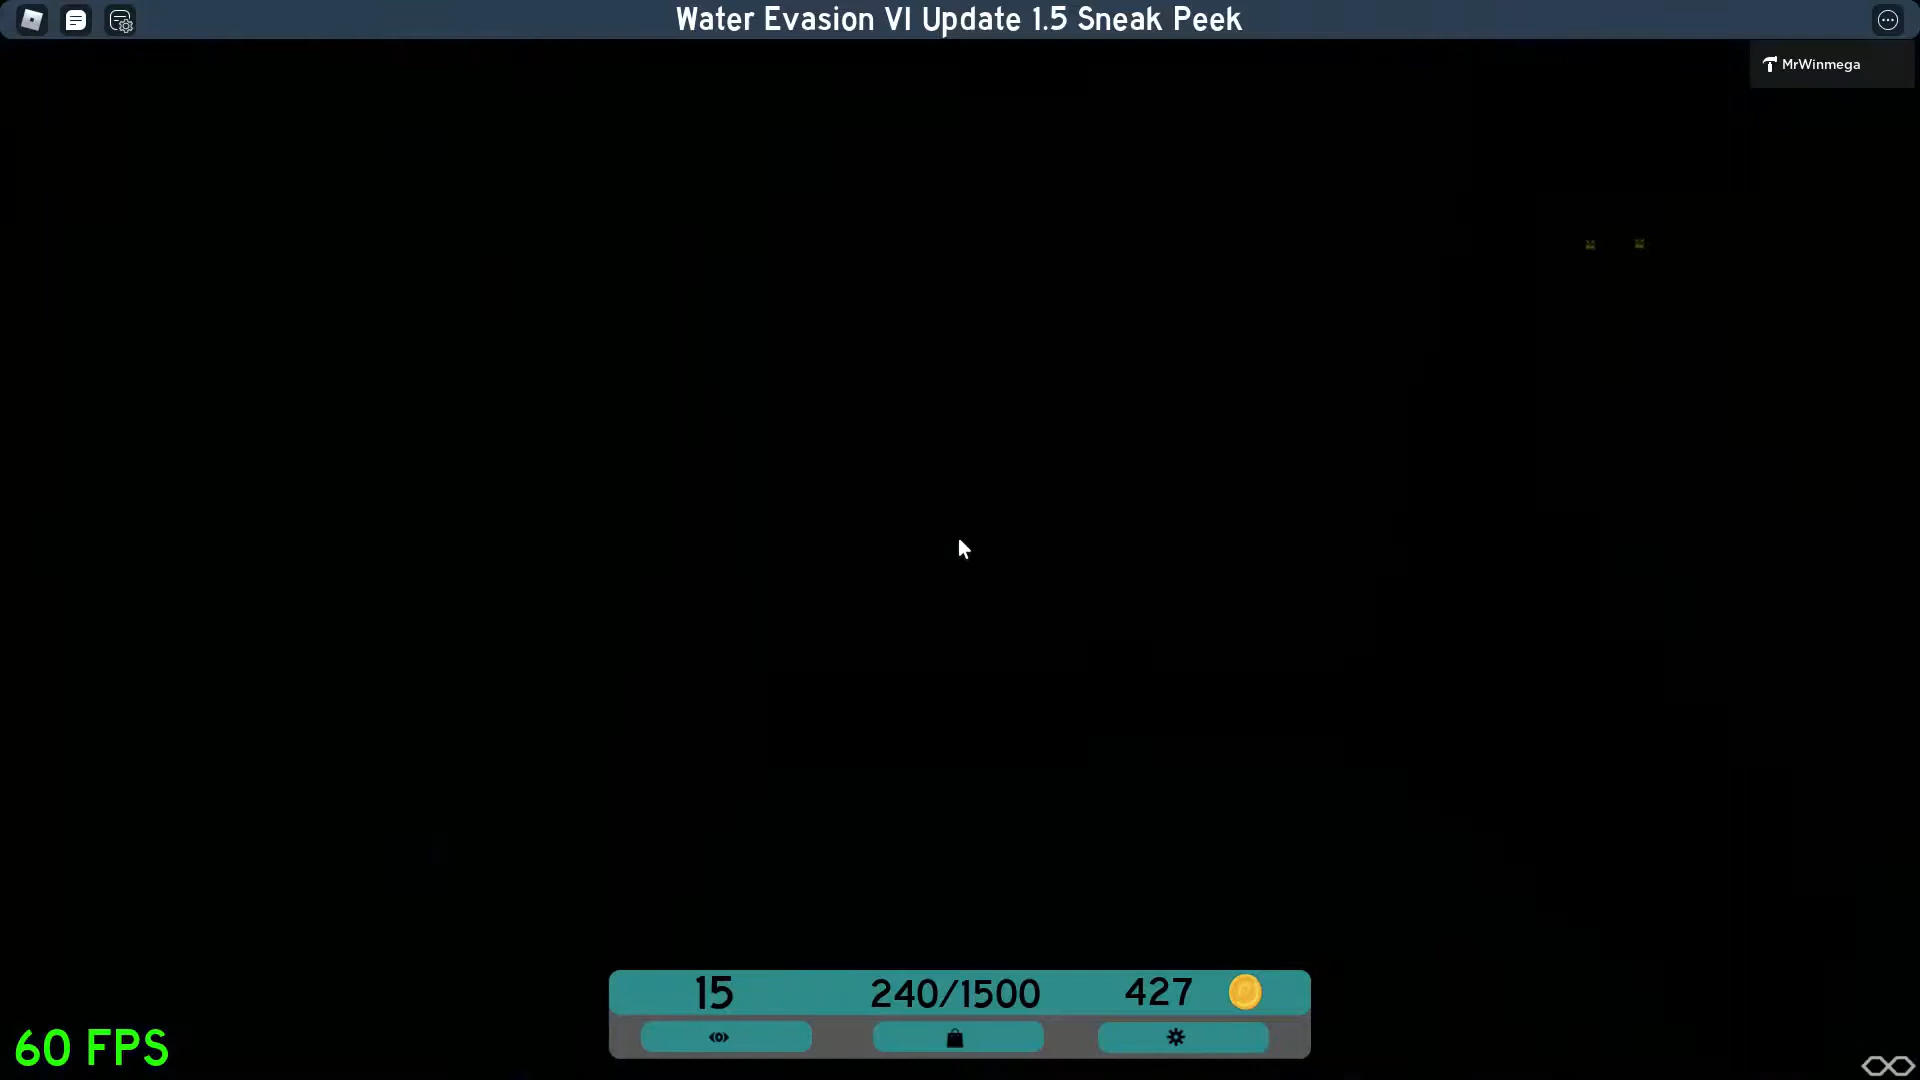 Water Evasion VI Update 1.5 Sneak Peek
MrWinmega
15
240/1500
427
60 FPS